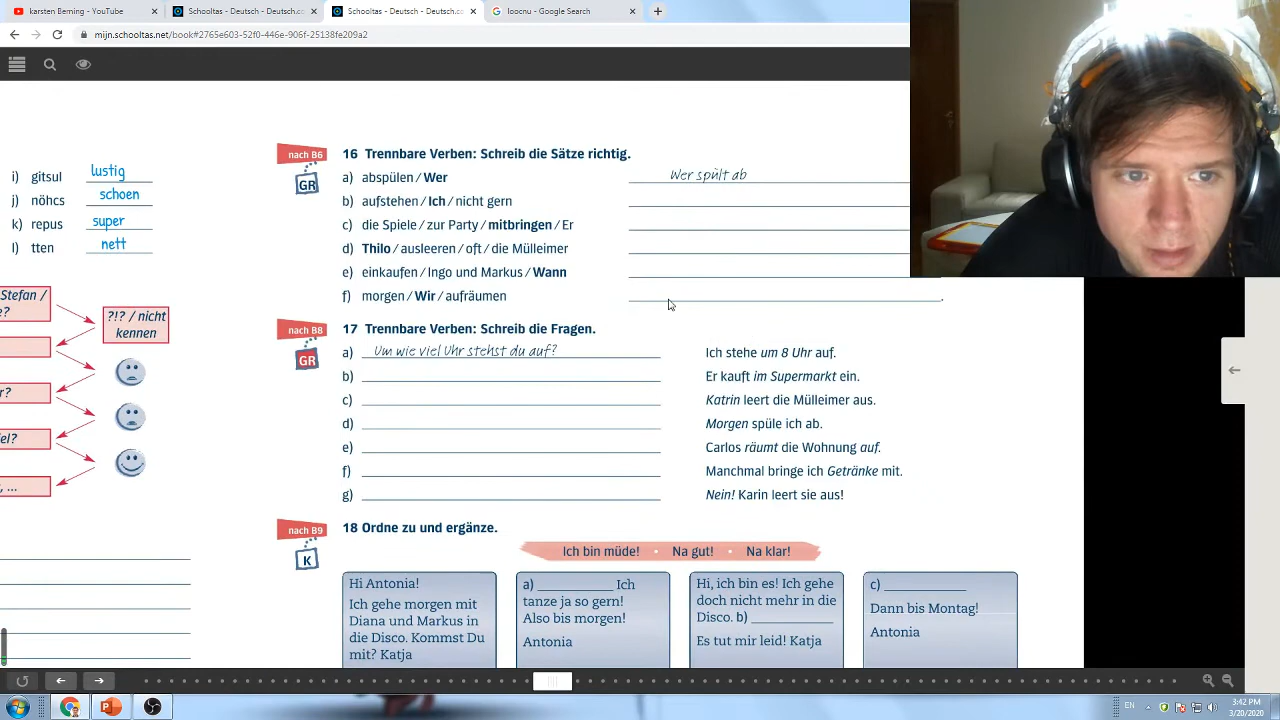 karsten Berning - YouTube
Schooltas - Deutsch - Deutsch.co
Schooltas - Deutsch - Deutsch.co
loocnu - Google Search
mijn.schooltas.net/book#2765e603-52f0-446e-906f-25138fe209a2
i) gitsul lustig
j) nöhcs schoen
k) repus super
l) tten nett
Stefan /
e?
?!? / nicht
kennen
r?
fel?
, ...
nach B6
GR
16 Trennbare Verben: Schreib die Sätze richtig.
a) abspülen / Wer Wer spült ab
b) aufstehen / Ich / nicht gern
c) die Spiele / zur Party / mitbringen / Er
d) Thilo / ausleeren / oft / die Mülleimer
e) einkaufen / Ingo und Markus / Wann
f) morgen / Wir / aufräumen .
nach B8
GR
17 Trennbare Verben: Schreib die Fragen.
a) Um wie viel Uhr stehst du auf? Ich stehe um 8 Uhr auf.
b) Er kauft im Supermarkt ein.
c) Katrin leert die Mülleimer aus.
d) Morgen spüle ich ab.
e) Carlos räumt die Wohnung auf.
f) Manchmal bringe ich Getränke mit.
g) Nein! Karin leert sie aus!
nach B9
K
18 Ordne zu und ergänze.
Ich bin müde! • Na gut! • Na klar!
Hi Antonia!
Ich gehe morgen mit
Diana und Markus in
die Disco. Kommst Du
mit? Katja
a) Ich
tanze ja so gern!
Also bis morgen!
Antonia
Hi, ich bin es! Ich gehe
doch nicht mehr in die
Disco. b)
Es tut mir leid! Katja
c)
Dann bis Montag!
Antonia
EN
3:42 PM
3/20/2020